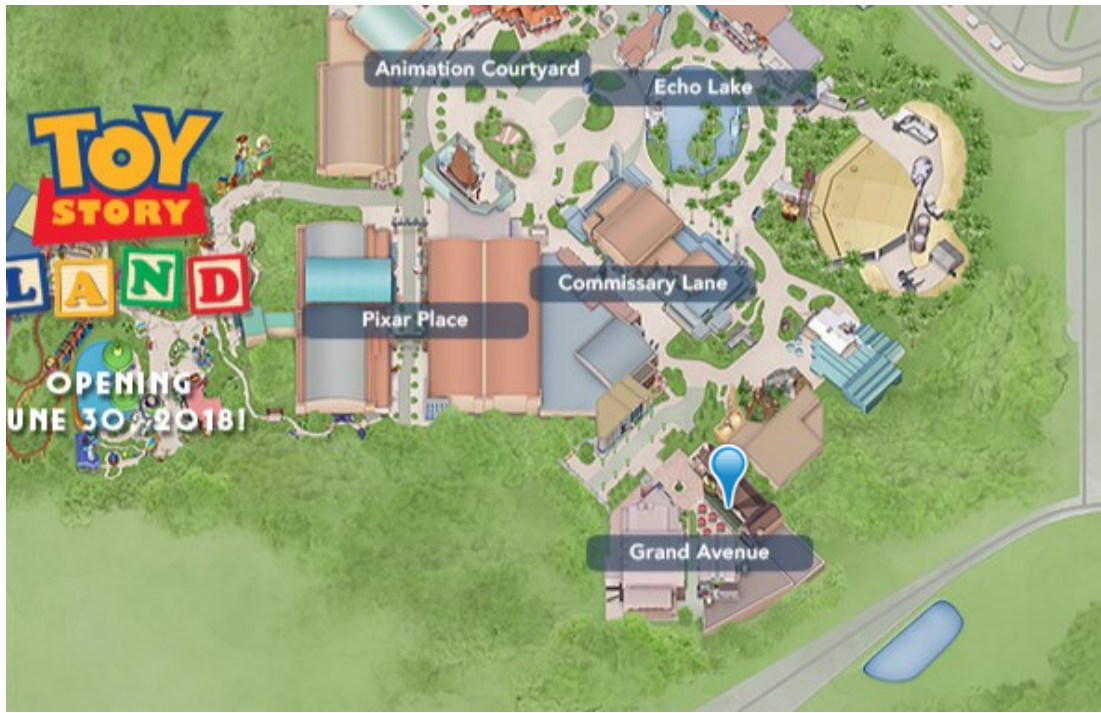 Animation Courtyard
Echo Lake
TOY
STORY
LAND
Commissary Lane
Pixar Place
OPENING
UNE 30, 2018!
Grand Avenue